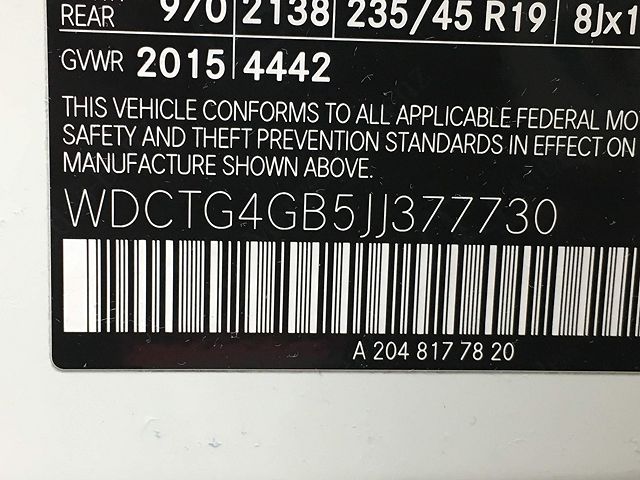 REAR 970 2138 235/45 R19 8Jx1
GVWR 2015 4442
THIS VEHICLE CONFORMS TO ALL APPLICABLE FEDERAL MO
SAFETY AND THEFT PREVENTION STANDARDS IN EFFECT ON
MANUFACTURE SHOWN ABOVE.
WDCTG4GB5JJ377730
A 204 817 78 20